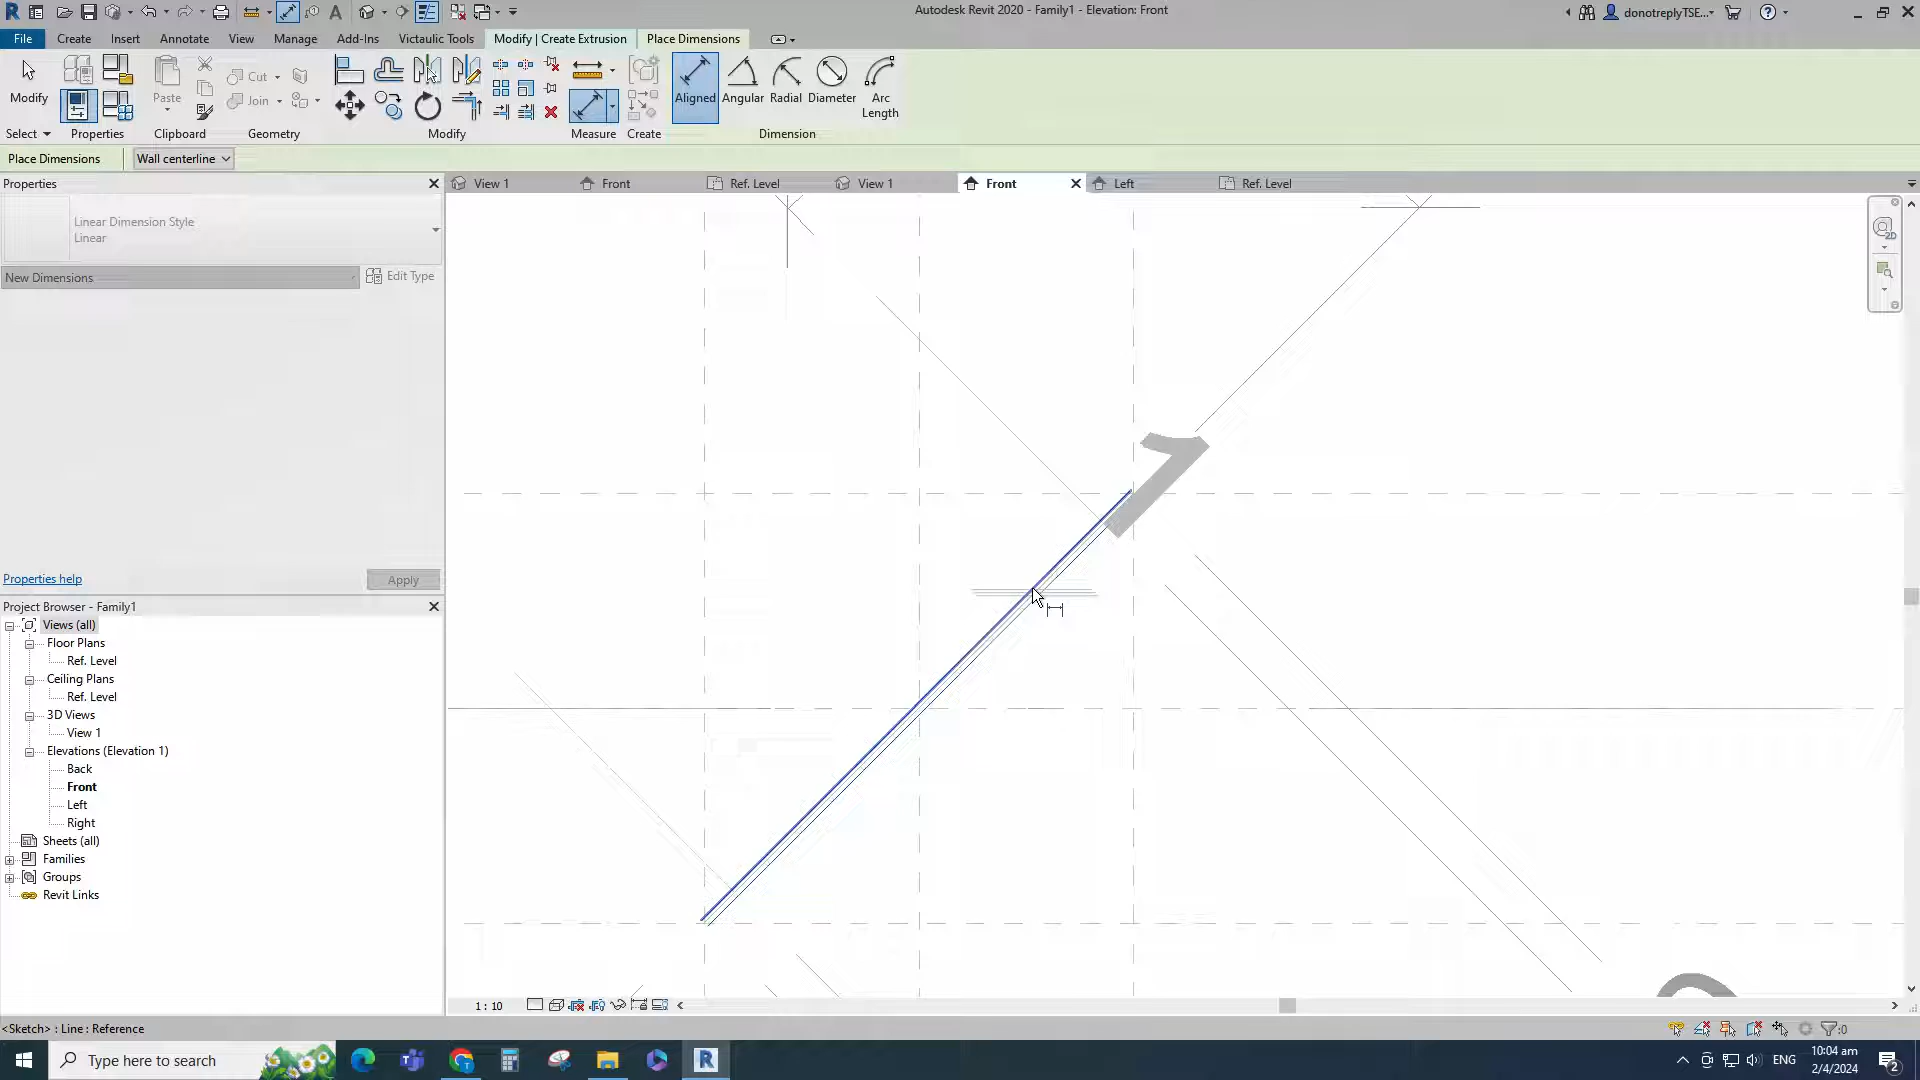 Autodesk Revit 2020 - Family1 - Elevation: Front
donotreplyTSE...
File Create Insert Annotate View Manage Add-Ins Victaulic Tools Modify | Create Extrusion Place Dimensions
Modify
Paste
Cut
Join
Aligned
Angular
Radial
Diameter
Arc
Length
Select Properties Clipboard Geometry Modify Measure Create Dimension
Place Dimensions Wall centerline
Properties
View 1 Front Ref. Level View 1 Front Left Ref. Level
Linear Dimension Style
Linear
New Dimensions Edit Type
2D
1
Properties help Apply
Project Browser - Family1
Views (all)
Floor Plans
Ref. Level
Ceiling Plans
Ref. Level
3D Views
View 1
Elevations (Elevation 1)
Back
Front
Left
Right
Sheets (all)
Families
Groups
Revit Links
1 : 10
<Sketch> : Line : Reference
:0
Type here to search
ENG
10:04 am
2/4/2024
2